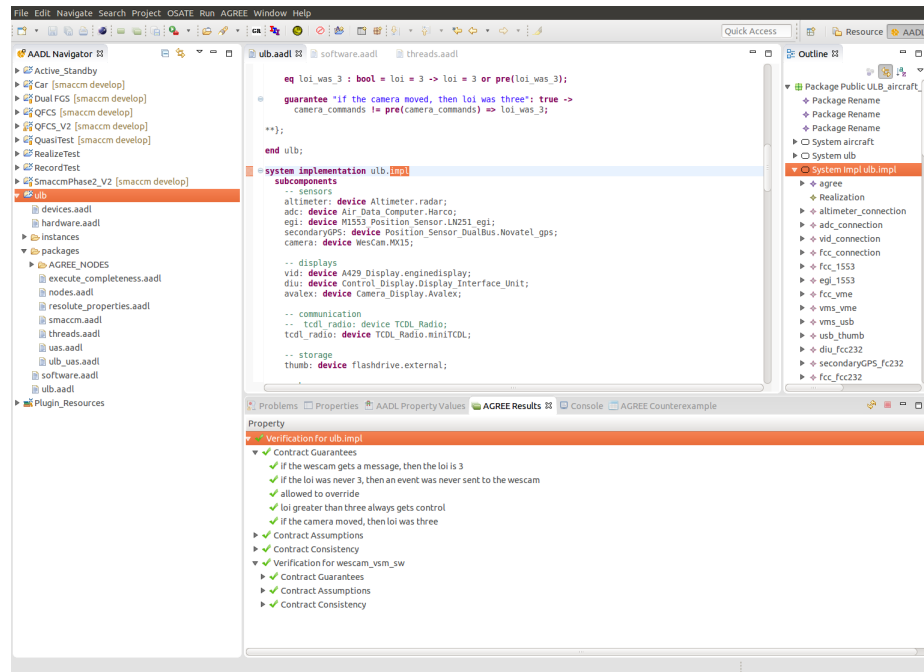 File Edit Navigate Search Project OSATE Run AGREE Window Help
Quick Access
Resource
AADL
AADL Navigator
Active_Standby
Car [smaccm develop]
Dual FGS [smaccm develop]
QFCS [smaccm develop]
QFCS_V2 [smaccm develop]
QuasiTest [smaccm develop]
RealizeTest
RecordTest
SmaccmPhase2_V2 [smaccm develop]
ulb
devices.aadl
hardware.aadl
instances
packages
AGREE_NODES
execute_completeness.aadl
nodes.aadl
resolute_properties.aadl
smaccm.aadl
threads.aadl
uas.aadl
ulb_uas.aadl
software.aadl
ulb.aadl
Plugin_Resources
ulb.aadl software.aadl threads.aadl
eq loi_was_3 : bool = loi = 3 -> loi = 3 or pre(loi_was_3);
guarantee "if the camera moved, then loi was three": true ->
camera_commands != pre(camera_commands) => loi_was_3;
**};
end ulb;
system implementation ulb.impl
subcomponents
-- sensors
altimeter: device Altimeter.radar;
adc: device Air_Data_Computer.Harco;
egi: device M1553_Position_Sensor.LN251_egi;
secondaryGPS: device Position_Sensor_DualBus.Novatel_gps;
camera: device WesCam.MX15;
-- displays
vid: device A429_Display.enginedisplay;
diu: device Control_Display.Display_Interface_Unit;
avalex: device Camera_Display.Avalex;
-- communication
-- tcdl_radio: device TCDL_Radio;
tcdl_radio: device TCDL_Radio.miniTCDL;
-- storage
thumb: device flashdrive.external;
Outline
Package Public ULB_aircraft_
Package Rename
Package Rename
Package Rename
System aircraft
System ulb
System Impl ulb.impl
agree
Realization
altimeter_connection
adc_connection
vid_connection
fcc_connection
fcc_1553
egi_1553
fcc_vme
vms_vme
vms_usb
usb_thumb
diu_fcc232
secondaryGPS_fc232
fcc_fcc232
Problems Properties AADL Property Values AGREE Results Console AGREE Counterexample
Property
Verification for ulb.impl
Contract Guarantees
if the wescam gets a message, then the loi is 3
if the loi was never 3, then an event was never sent to the wescam
allowed to override
loi greater than three always gets control
if the camera moved, then loi was three
Contract Assumptions
Contract Consistency
Verification for wescam_vsm_sw
Contract Guarantees
Contract Assumptions
Contract Consistency